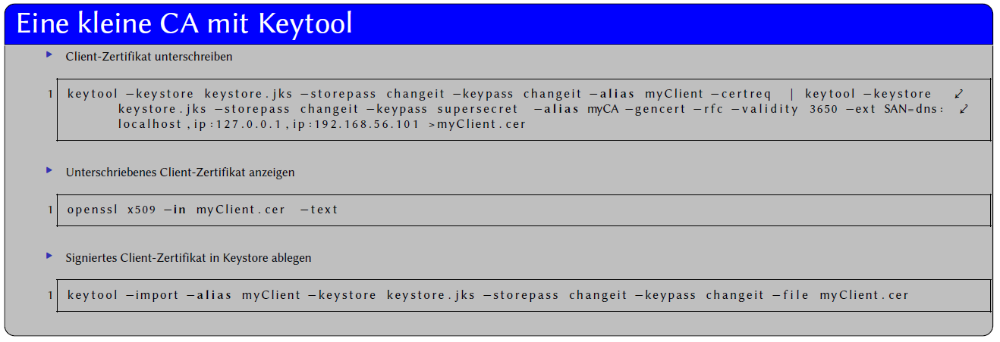 Eine kleine CA mit Keytool
Client-Zertifikat unterschreiben
1 keytool −keystore keystore.jks −storepass changeit −keypass changeit −alias myClient −certreq | keytool −keystore ⤦
keystore.jks −storepass changeit −keypass supersecret −alias myCA −gencert −rfc −validity 3650 −ext SAN=dns: ⤦
localhost,ip:127.0.0.1,ip:192.168.56.101 >myClient.cer
Unterschriebenes Client-Zertifikat anzeigen
1 openssl x509 −in myClient.cer −text
Signiertes Client-Zertifikat in Keystore ablegen
1 keytool −import −alias myClient −keystore keystore.jks −storepass changeit −keypass changeit −file myClient.cer